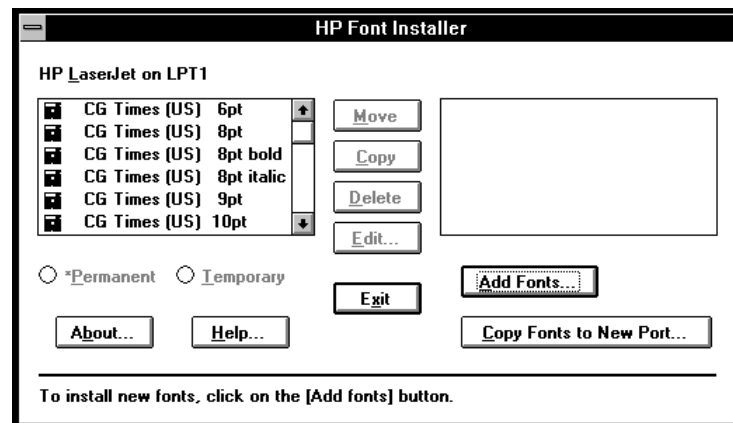 HP Font Installer
HP LaserJet on LPT1
CG Times (US) 6pt
CG Times (US) 8pt
CG Times (US) 8pt bold
CG Times (US) 8pt italic
CG Times (US) 9pt
CG Times (US) 10pt
Move
Copy
Delete
Edit...
*Permanent Temporary
Exit
Add Fonts...
About... Help...
Copy Fonts to New Port...
To install new fonts, click on the [Add fonts] button.